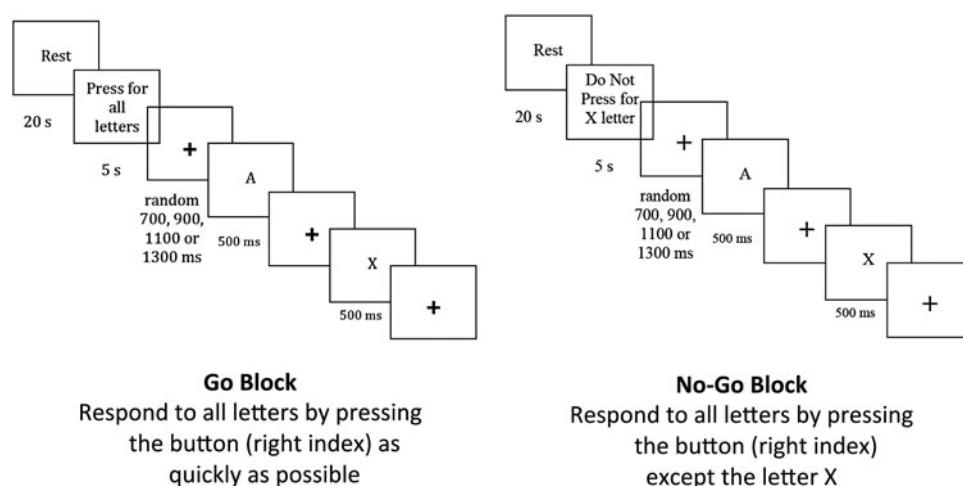 Rest
Press for
all
letters
20 s
+
5 s
A
random
700, 900,
1100 or
1300 ms
500 ms
+
X
500 ms
+
Go Block
Respond to all letters by pressing
the button (right index) as
quickly as possible
Rest
Do Not
Press for
X letter
20 s
+
5 s
A
random
700, 900,
1100 or
1300 ms
500 ms
+
X
500 ms
+
No-Go Block
Respond to all letters by pressing
the button (right index)
except the letter X